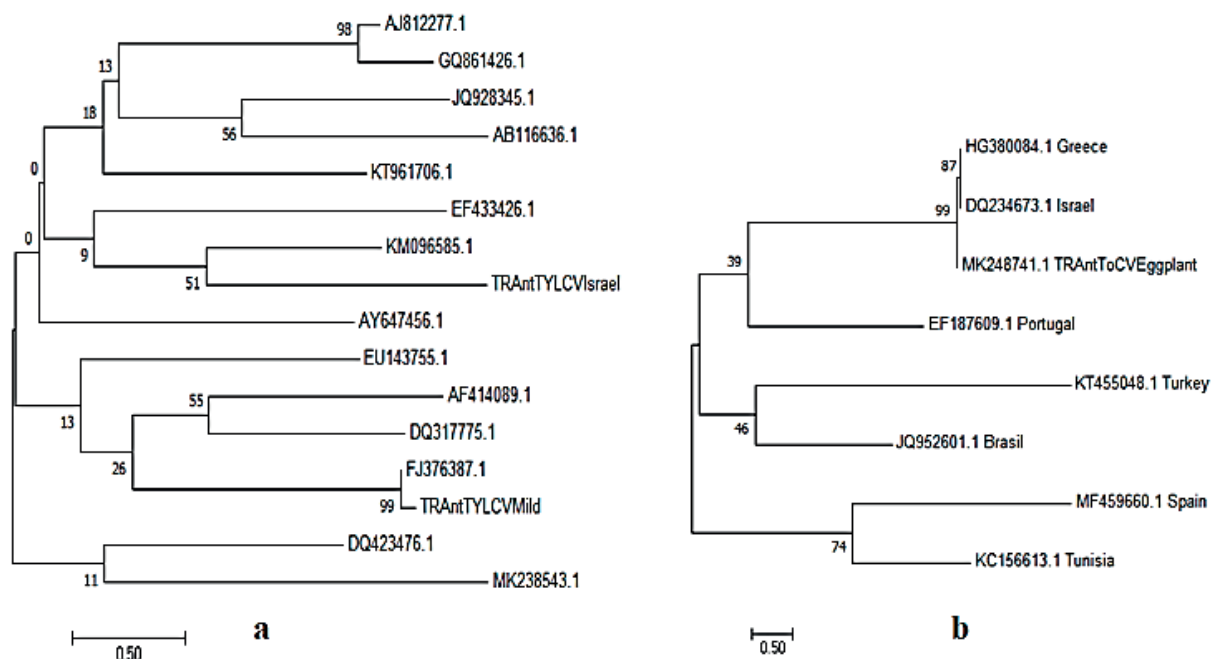 98
AJ812277.1
GQ861426.1
13
JQ928345.1
56
AB116636.1
18
KT961706.1
0
EF433426.1
9
KM096585.1
51
TRAntTYLCVIsrael
0
AY647456.1
EU143755.1
13
55
AF414089.1
DQ317775.1
26
FJ376387.1
99
TRAntTYLCVMild
DQ423476.1
11
MK238543.1
0.50
a
HG380084.1 Greece
87
DQ234673.1 Israel
99
MK248741.1 TRAntToCVEggplant
39
EF187609.1 Portugal
KT455048.1 Turkey
46
JQ952601.1 Brasil
MF459660.1 Spain
74
KC156613.1 Tunisia
0.50
b